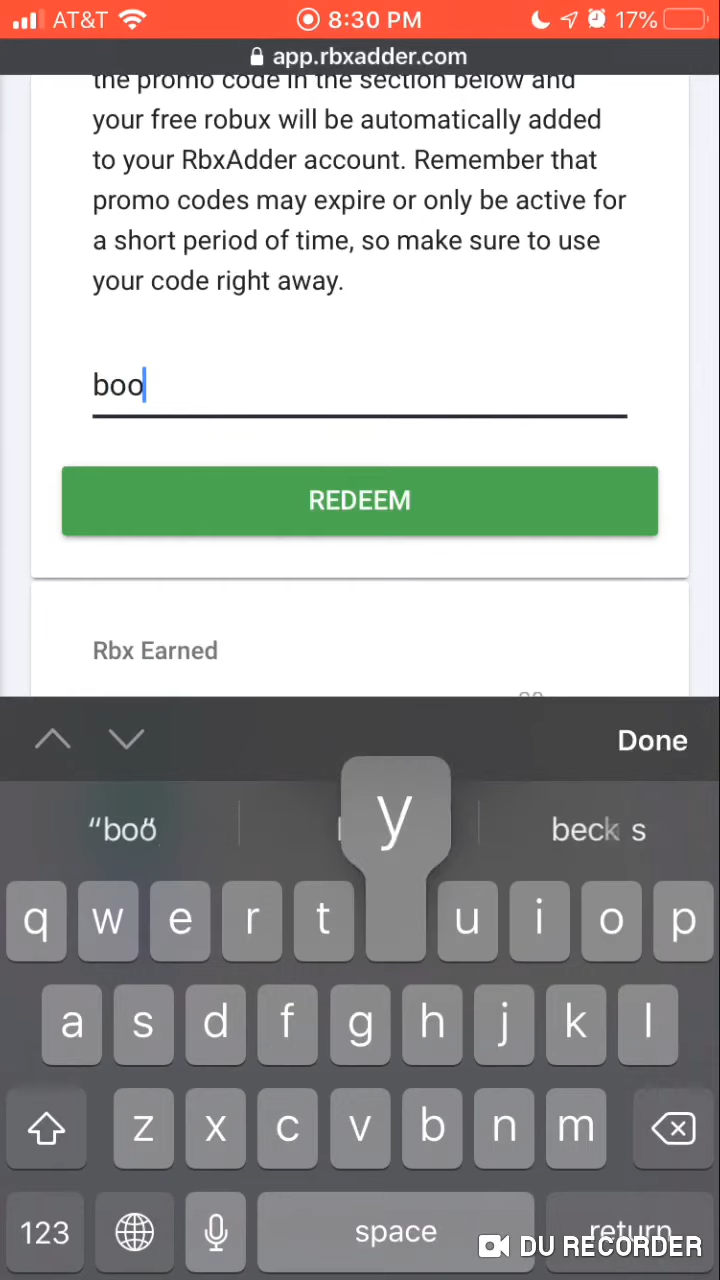 AT&T 8:30 PM 17%
app.rbxadder.com
the promo code in the section below and
your free robux will be automatically added
to your RbxAdder account. Remember that
promo codes may expire or only be active for
a short period of time, so make sure to use
your code right away.
boo
REDEEM
Rbx Earned
Done
y
q w e r t u i o p
a s d f g h j k l
z x c v b n m
123 space return
DU RECORDER